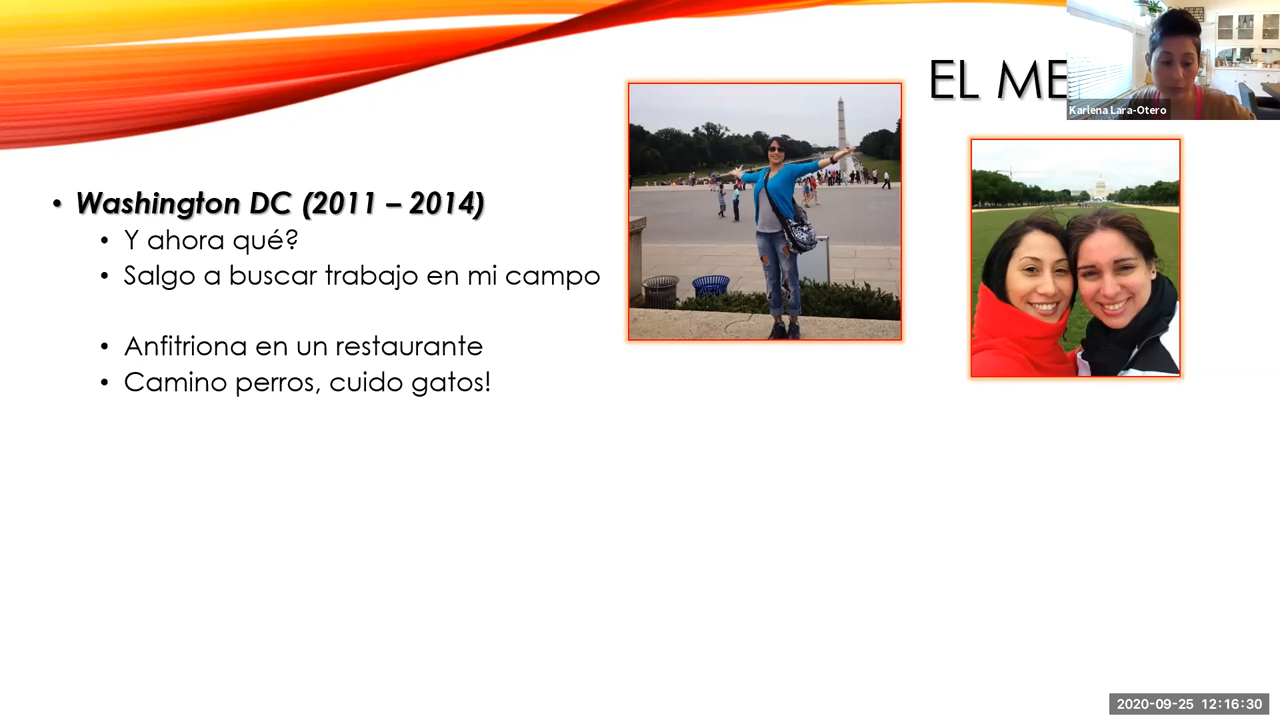 EL ME
Karlena Lara-Otero
• Washington DC (2011 – 2014)
• Y ahora qué?
• Salgo a buscar trabajo en mi campo
• Anfitriona en un restaurante
• Camino perros, cuido gatos!
2020-09-25 12:16:30